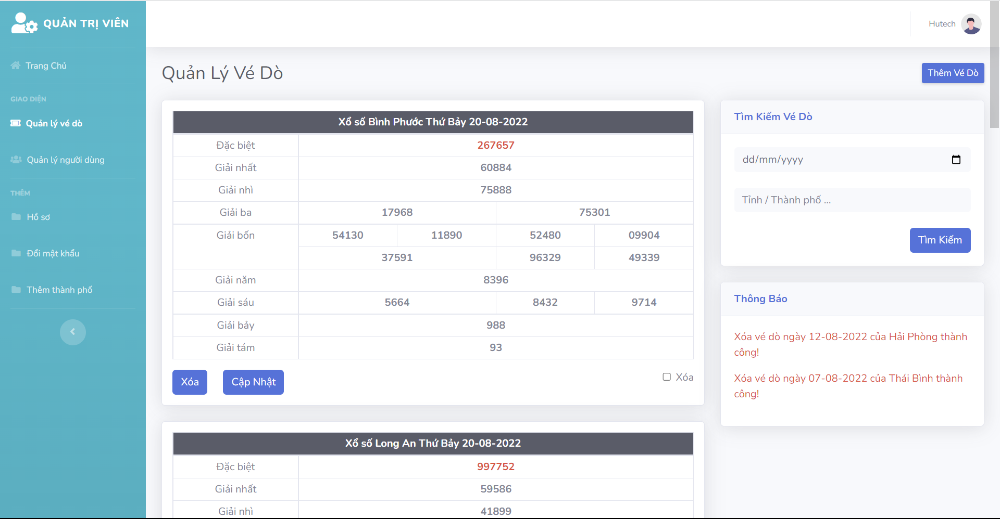 QUẢN TRỊ VIÊN
Trang Chủ
GIAO DIỆN
Quản lý vé dò
Quản lý người dùng
THÊM
Hồ sơ
Đổi mật khẩu
Thêm thành phố
Hutech
Quản Lý Vé Dò
Thêm Vé Dò
Xổ số Bình Phước Thứ Bảy 20-08-2022
Đặc biệt 267657
Giải nhất 60884
Giải nhì 75888
Giải ba 17968 75301
Giải bốn 54130 11890 52480 09904
37591 96329 49339
Giải năm 8396
Giải sáu 5664 8432 9714
Giải bảy 988
Giải tám 93
Xóa Cập Nhật Xóa
Xổ số Long An Thứ Bảy 20-08-2022
Đặc biệt 997752
Giải nhất 59586
Giải nhì 41899
Tìm Kiếm Vé Dò
dd/mm/yyyy
Tỉnh / Thành phố ...
Tìm Kiếm
Thông Báo
Xóa vé dò ngày 12-08-2022 của Hải Phòng thành
công!
Xóa vé dò ngày 07-08-2022 của Thái Bình thành
công!